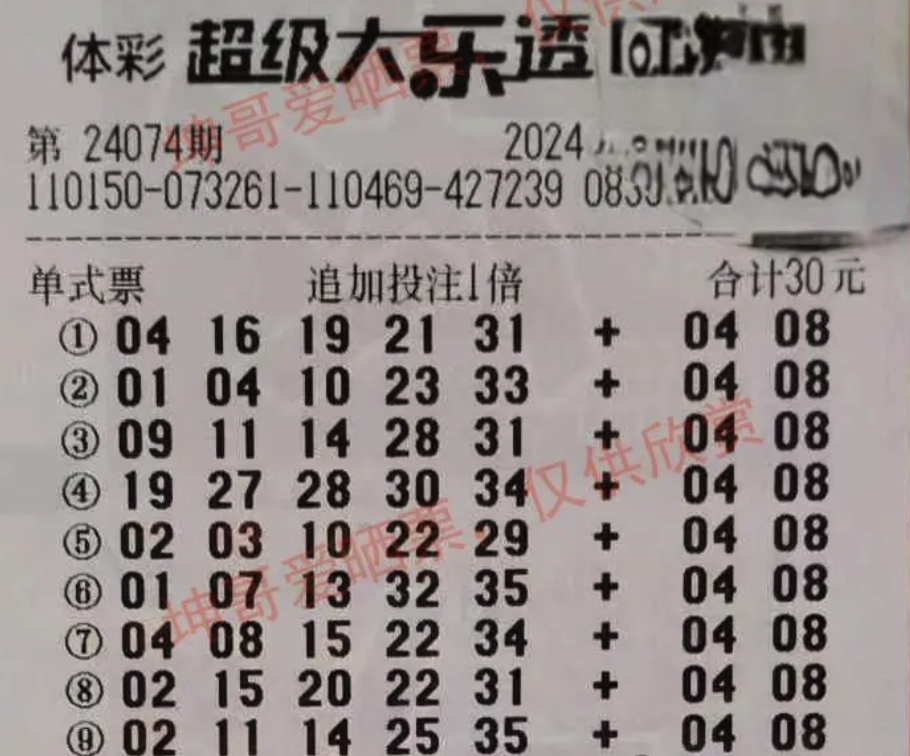 体彩 超级大乐透
第 24074期 2024
110150-073261-110469-427239
单式票 追加投注1倍 合计30元
① 04 16 19 21 31 + 04 08
② 01 04 10 23 33 + 04 08
③ 09 11 14 28 31 + 04 08
④ 19 27 28 30 34 + 04 08
⑤ 02 03 10 22 29 + 04 08
⑥ 01 07 13 32 35 + 04 08
⑦ 04 08 15 22 34 + 04 08
⑧ 02 15 20 22 31 + 04 08
⑨ 02 11 14 25 35 + 04 08
坤哥爱晒票，仅供
坤哥爱晒票，仅供欣赏